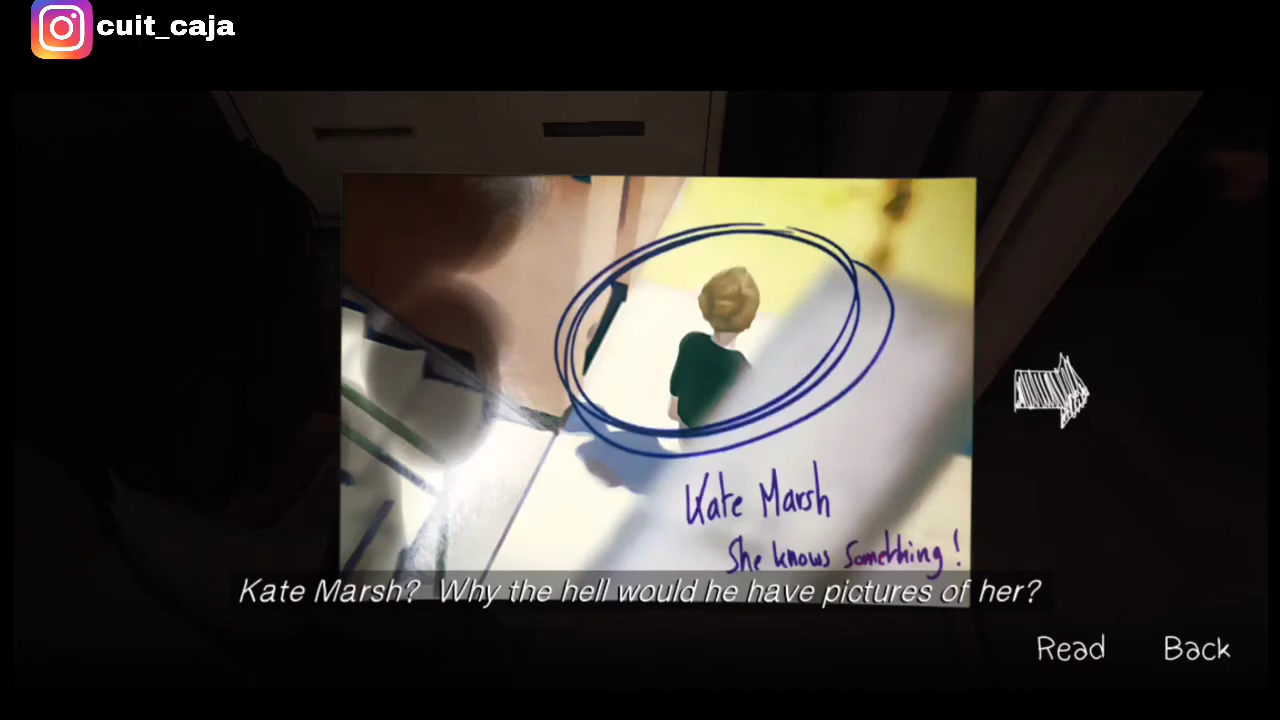 cuit_caja
Kate Marsh
She knows something!
Kate Marsh? Why the hell would he have pictures of her?
Read
Back